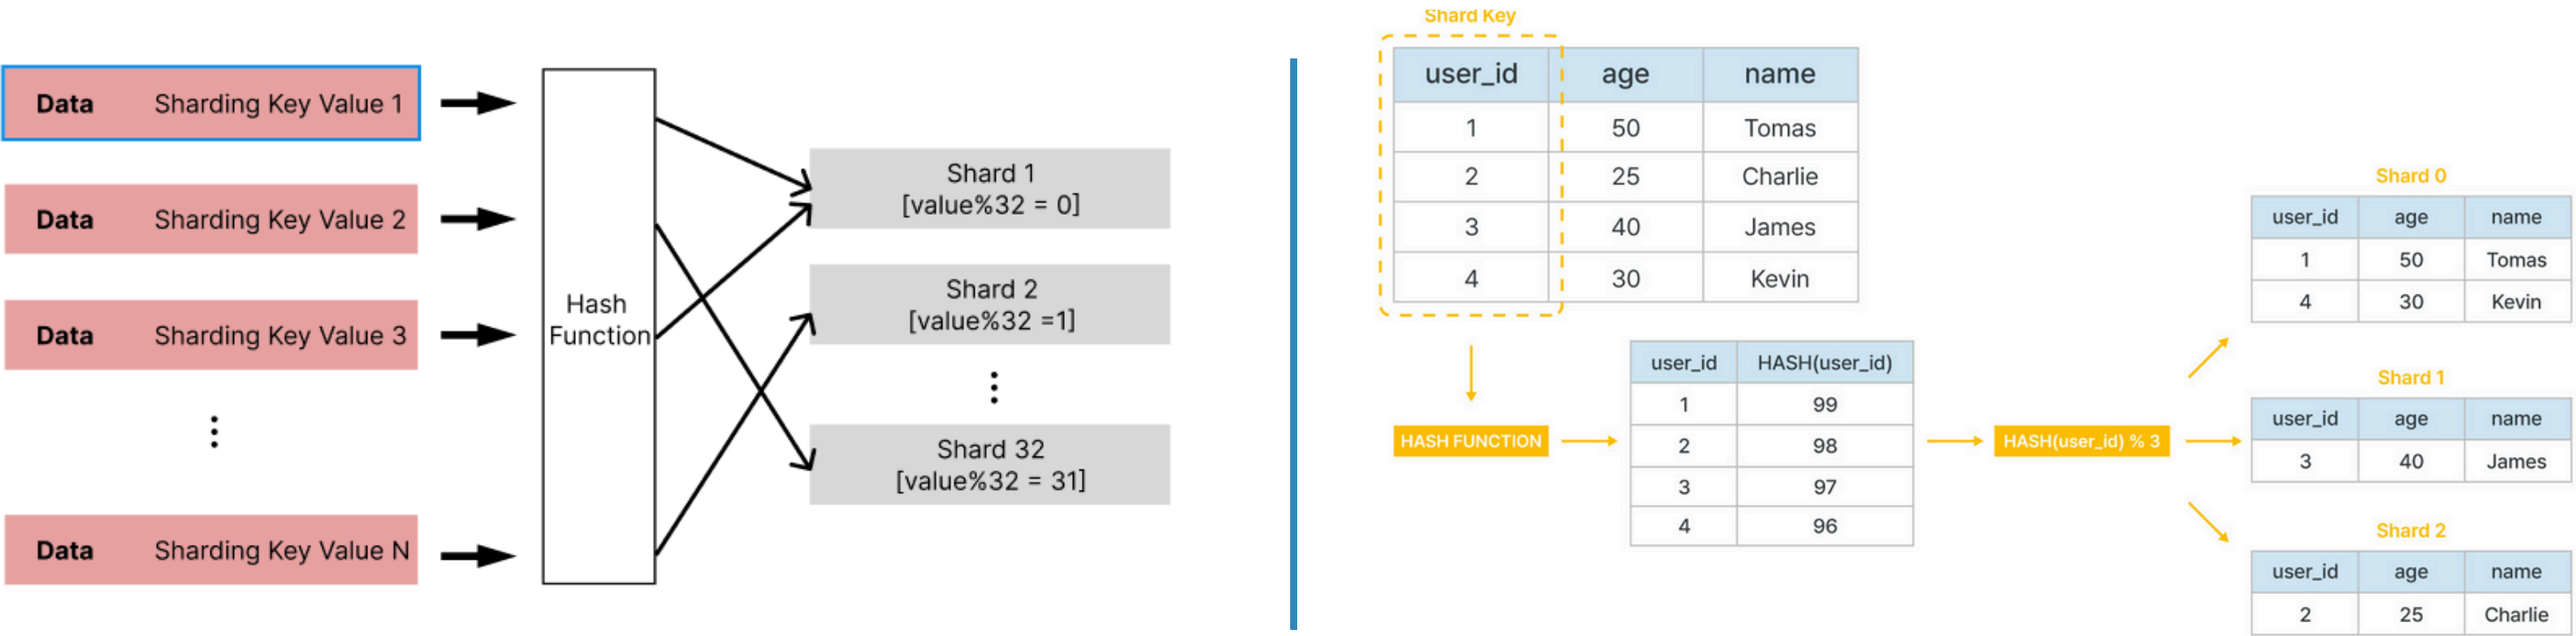 Data Sharding Key Value 1
Data Sharding Key Value 2
Data Sharding Key Value 3
Data Sharding Key Value N
Hash
Function
Shard 1
[value%32 = 0]
Shard 2
[value%32 =1]
Shard 32
[value%32 = 31]
Shard Key
user_id age name
1 50 Tomas
2 25 Charlie
3 40 James
4 30 Kevin
HASH FUNCTION
user_id HASH(user_id)
1 99
2 98
3 97
4 96
HASH(user_id) % 3
Shard 0
user_id age name
1 50 Tomas
4 30 Kevin
Shard 1
user_id age name
3 40 James
Shard 2
user_id age name
2 25 Charlie